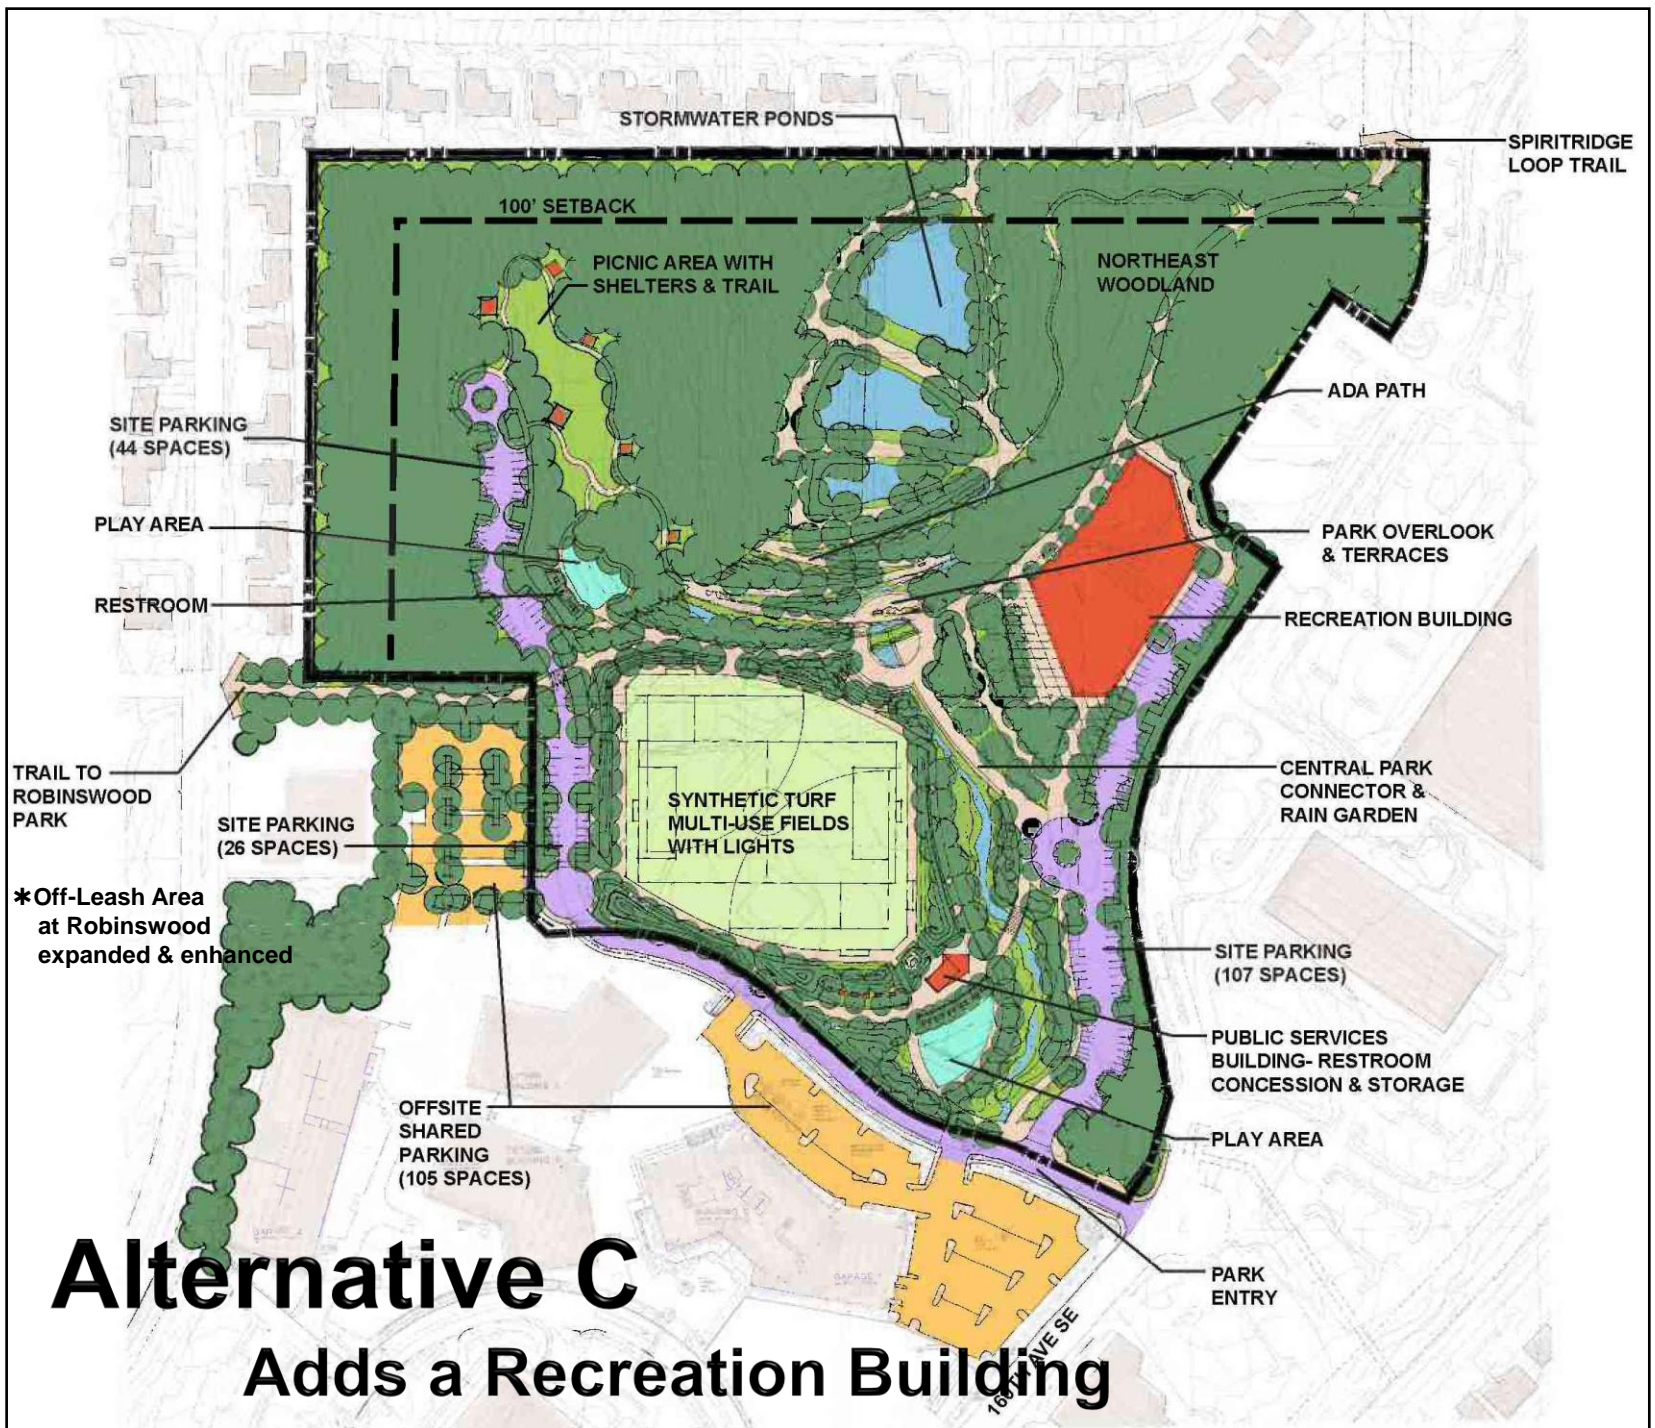 STORMWATER PONDS
SPIRITRIDGE
LOOP TRAIL
100' SETBACK
PICNIC AREA WITH
SHELTERS & TRAIL
NORTHEAST
WOODLAND
ADA PATH
SITE PARKING
(44 SPACES)
PLAY AREA
PARK OVERLOOK
& TERRACES
RESTROOM
RECREATION BUILDING
TRAIL TO
ROBINSWOOD
PARK
CENTRAL PARK
CONNECTOR &
RAIN GARDEN
SYNTHETIC TURF
MULTI-USE FIELDS
WITH LIGHTS
SITE PARKING
(26 SPACES)
*Off-Leash Area
at Robinswood
expanded & enhanced
SITE PARKING
(107 SPACES)
PUBLIC SERVICES
BUILDING- RESTROOM
CONCESSION & STORAGE
OFFSITE
SHARED
PARKING
(105 SPACES)
PLAY AREA
PARK
ENTRY
Alternative C
Adds a Recreation Building
160TH AVE SE